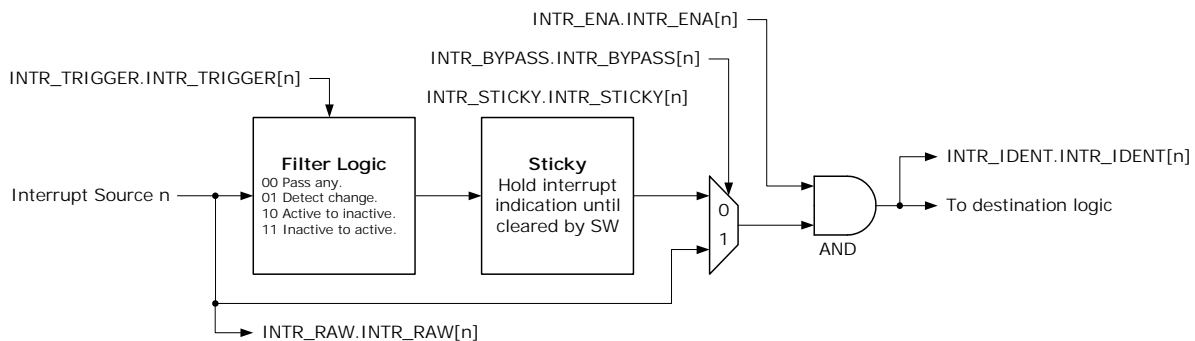 INTR_ENA.INTR_ENA[n]
INTR_BYPASS.INTR_BYPASS[n]
INTR_TRIGGER.INTR_TRIGGER[n]
INTR_STICKY.INTR_STICKY[n]
Filter Logic
00 Pass any.
01 Detect change.
10 Active to inactive.
11 Inactive to active.
Sticky
Hold interrupt
indication until
cleared by SW
INTR_IDENT.INTR_IDENT[n]
Interrupt Source n
0
1
To destination logic
AND
INTR_RAW.INTR_RAW[n]